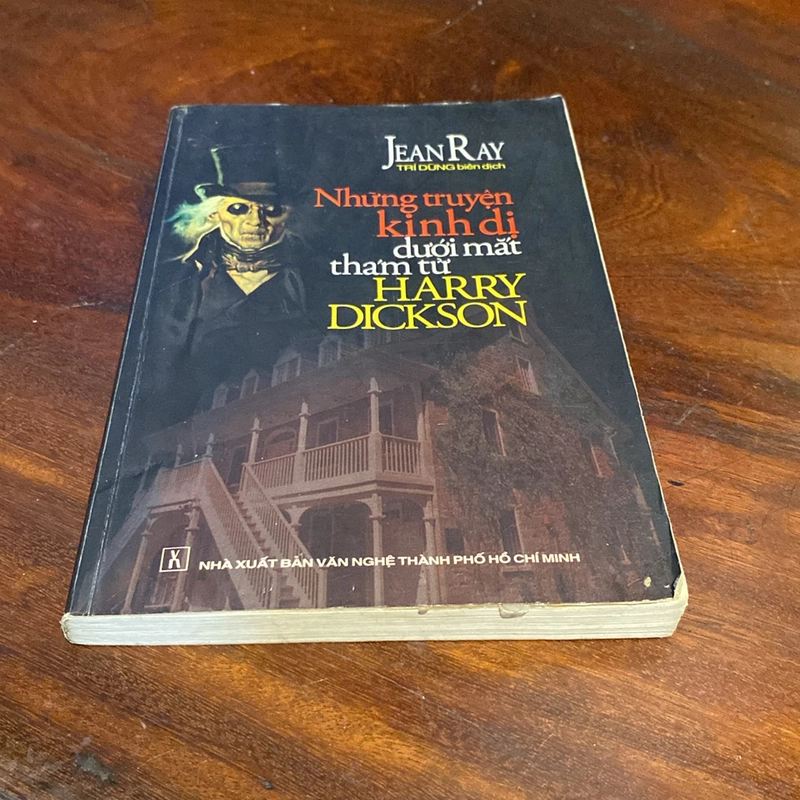 JEAN RAY
TRÍ DŨNG biên dịch
Những truyện
kinh dị
dưới mắt
thám tử
HARRY
DICKSON
NHÀ XUẤT BẢN VĂN NGHỆ THÀNH PHỐ HỒ CHÍ MINH